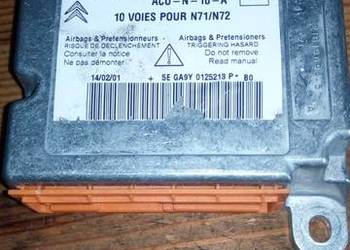 ACU-N-10-A
10 VOIES POUR N71/N72
Airbags & Pretensionneurs
RISQUE DE DECLENCHEMENT
Consulter la notice
Ne pas démonter
Airbags & Pretensioners
TRIGGERING HAZARD
Do not remove
Read manual
14/02/01 + 5E GA9Y 0125213 P- B0